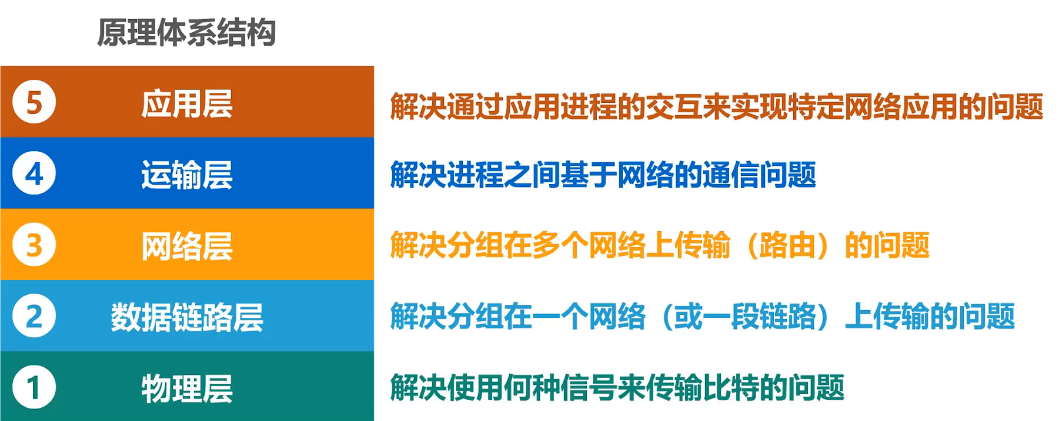 原理体系结构
5 应用层 解决通过应用进程的交互来实现特定网络应用的问题
4 运输层 解决进程之间基于网络的通信问题
3 网络层 解决分组在多个网络上传输（路由）的问题
2 数据链路层 解决分组在一个网络（或一段链路）上传输的问题
1 物理层 解决使用何种信号来传输比特的问题